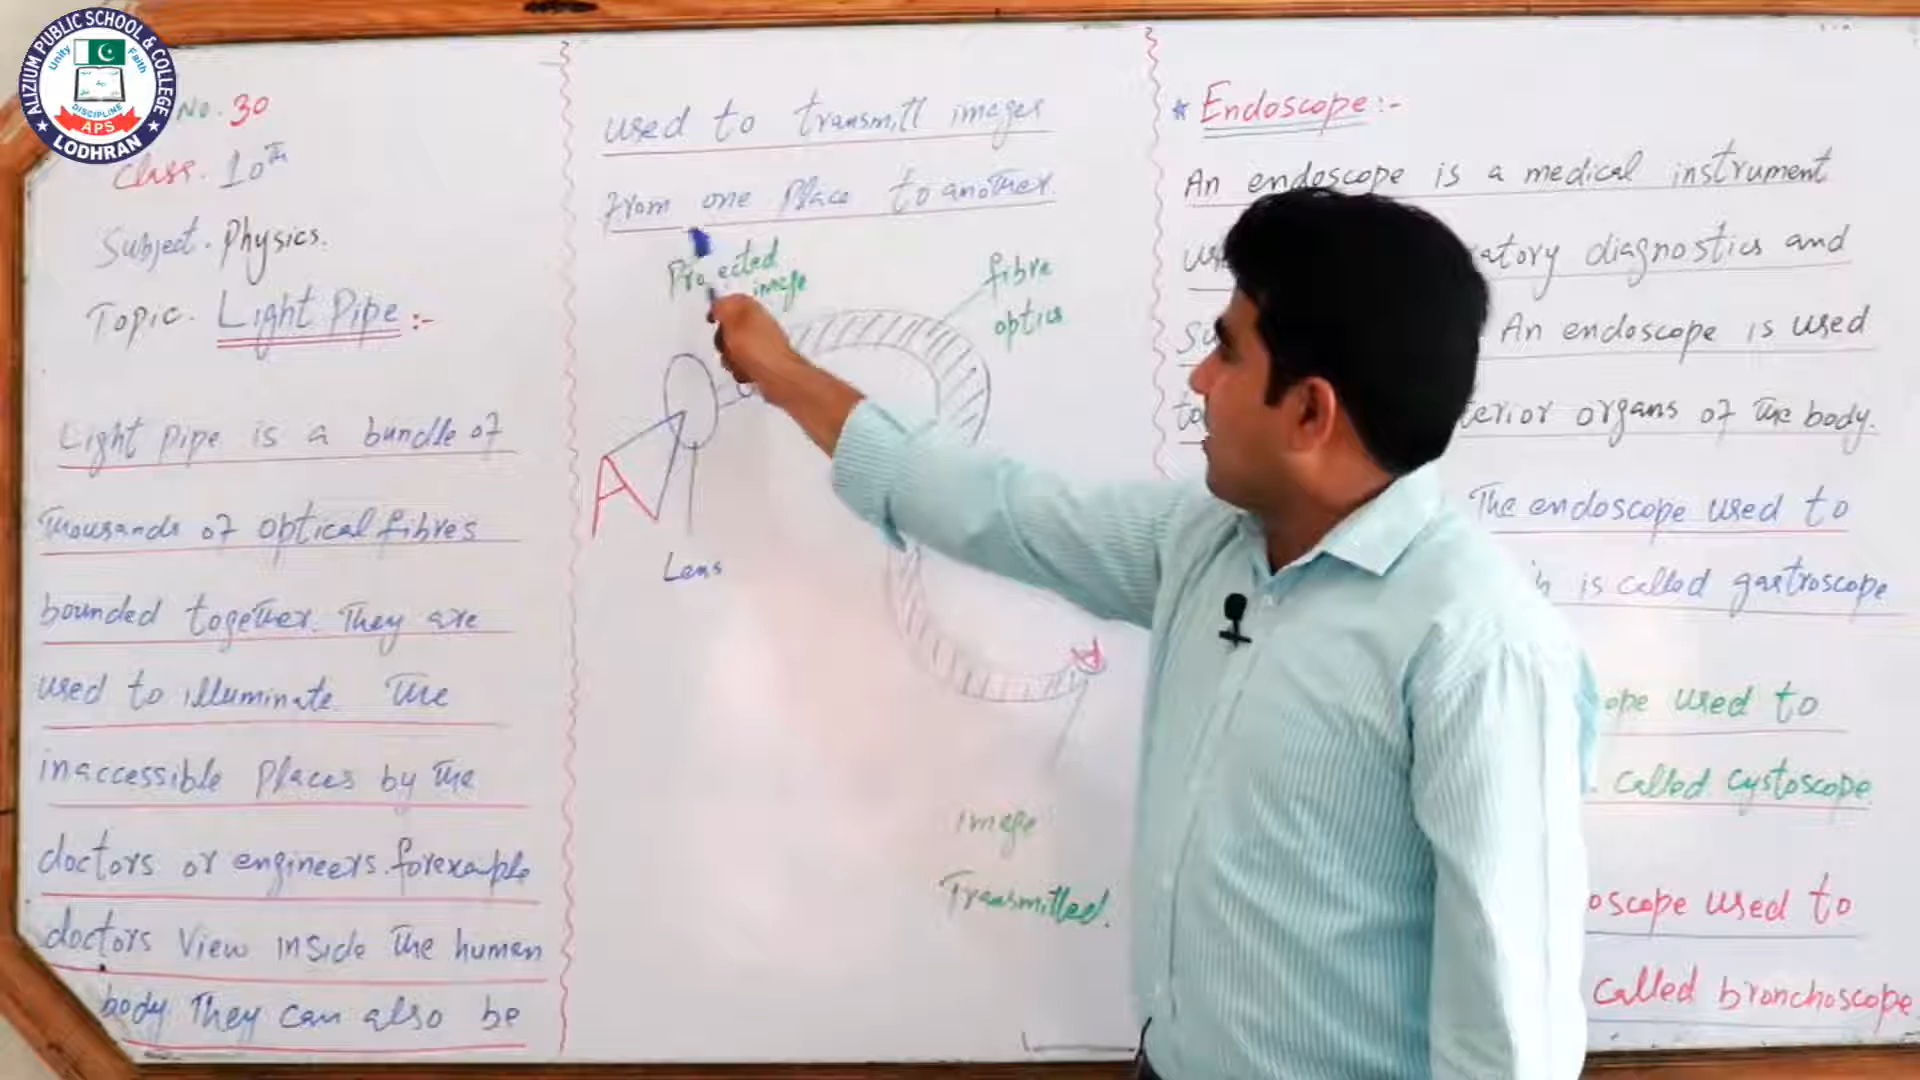 ALIZIUM PUBLIC SCHOOL & COLLEGE
Unity
Faith
DISCIPLINE
APS
LODHRAN
No. 30
Class. 10th
Subject. Physics.
Topic. Light Pipe :-
Light pipe is a bundle of
Thousands of optical fibres
bounded together. They are
used to illuminate The
inaccessible places by the
doctors or engineers. forexample
doctors view inside the human
body. They can also be
used to transmitt images
From one place to another.
Projected
image
fibre
optics
A
Lens
image
Transmitted.
* Endoscope :-
An endoscope is a medical instrument
diagnostics and
An endoscope is used
to
organs of the body.
The endoscope used to
is called gastroscope
used to
called cystoscope.
used to
called bronchoscope